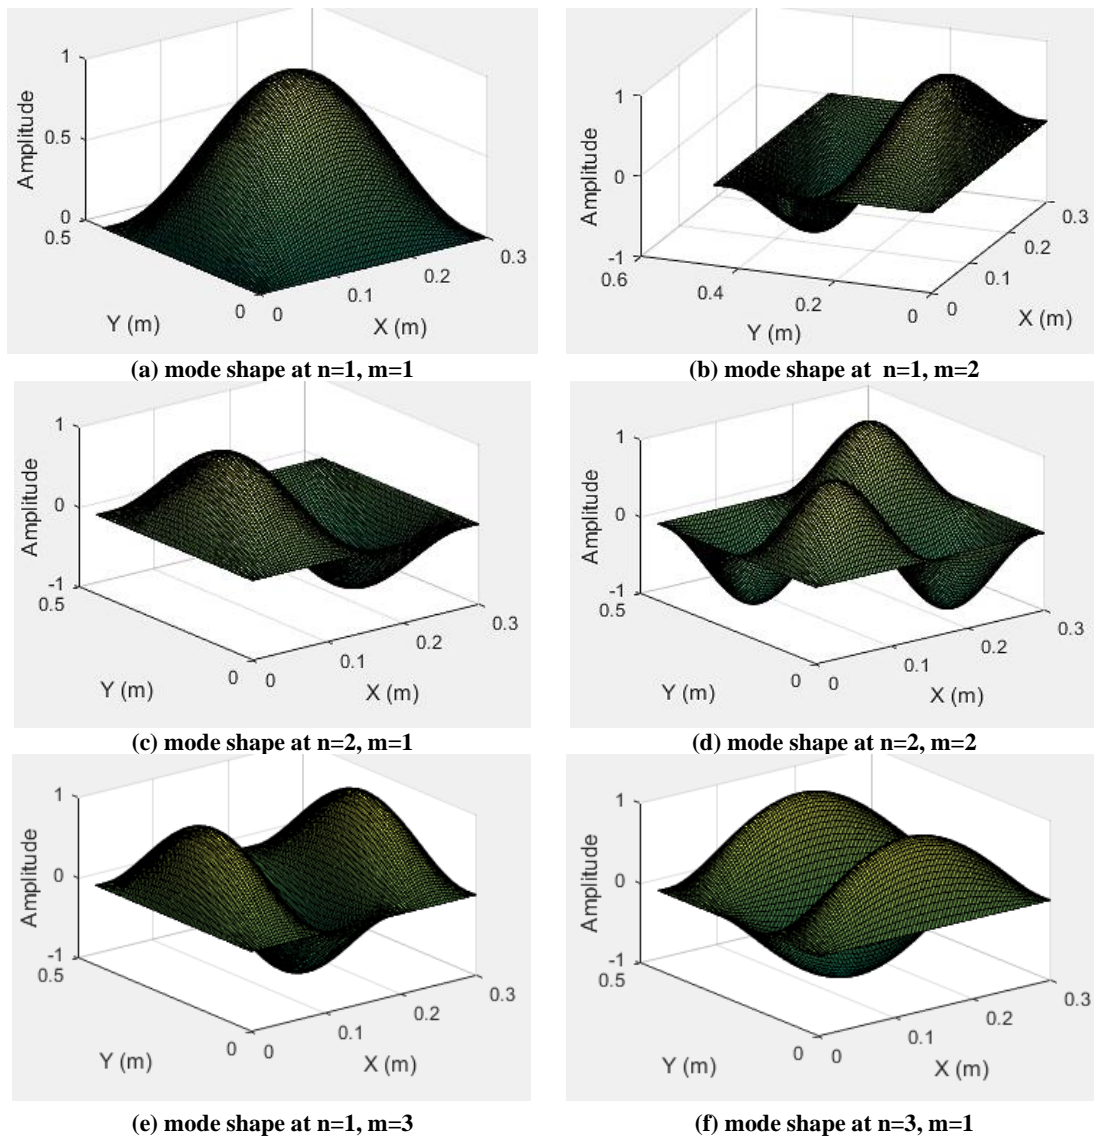 1
0.5
0
0.5
0
0
0.1
0.2
0.3
Amplitude
Y (m)
X (m)
(a) mode shape at n=1, m=1
1
0
-1
0.6
0.4
0.2
0
0
0.1
0.2
0.3
Amplitude
Y (m)
X (m)
(b) mode shape at n=1, m=2
1
0
-1
0.5
0
0
0.1
0.2
0.3
Amplitude
Y (m)
X (m)
(c) mode shape at n=2, m=1
1
0
-1
0.5
0
0
0.1
0.2
0.3
Amplitude
Y (m)
X (m)
(d) mode shape at n=2, m=2
1
0
-1
0.5
0
0
0.1
0.2
0.3
Amplitude
Y (m)
X (m)
(e) mode shape at n=1, m=3
1
0
-1
0.5
0
0
0.1
0.2
0.3
Amplitude
Y (m)
X (m)
(f) mode shape at n=3, m=1